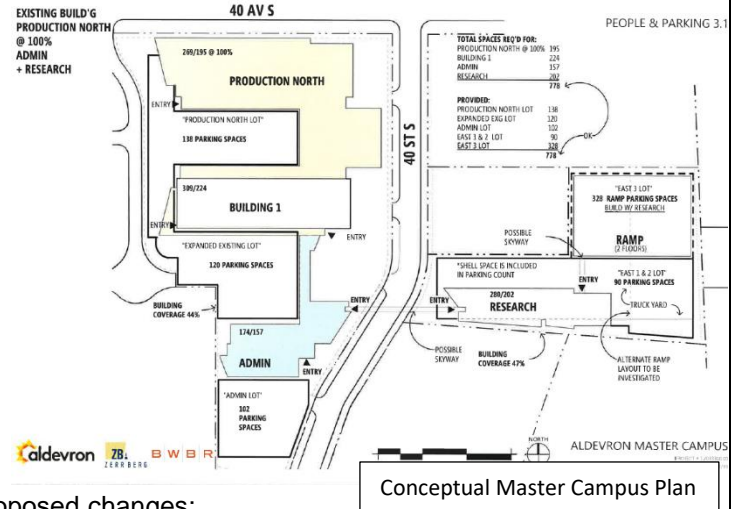 EXISTING BUILD'G
PRODUCTION NORTH
@ 100%
ADMIN
+ RESEARCH
40 AV S
PEOPLE & PARKING 3.1
269/195 @ 100%
PRODUCTION NORTH
ENTRY
"PRODUCTION NORTH LOT"
138 PARKING SPACES
309/224
BUILDING 1
ENTRY
ENTRY
"EXPANDED EXISTING LOT"
120 PARKING SPACES
BUILDING
COVERAGE 44%
174/157
ADMIN
ENTRY
ENTRY
"ADMIN LOT"
102
PARKING
SPACES
40 ST S
TOTAL SPACES REQ'D FOR:
PRODUCTION NORTH @ 100% 195
BUILDING 1 224
ADMIN 157
RESEARCH 202
778
PROVIDED:
PRODUCTION NORTH LOT 138
EXPANDED EXG LOT 120
ADMIN LOT 102
EAST 1 & 2 LOT 90
EAST 3 LOT 328
778
OK
"EAST 3 LOT"
328 RAMP PARKING SPACES
BUILD W/ RESEARCH
RAMP
(2 FLOORS)
POSSIBLE
SKYWAY
*SHELL SPACE IS INCLUDED
IN PARKING COUNT
ENTRY
"EAST 1 & 2 LOT"
90 PARKING SPACES
TRUCK YARD
280/202
RESEARCH
ENTRY
POSSIBLE
SKYWAY
BUILDING
COVERAGE 47%
ALTERNATE RAMP
LAYOUT TO BE
INVESTIGATED
aldevron
ZB.
ZERR BERG
BWBR
NORTH
ALDEVRON MASTER CAMPUS
Conceptual Master Campus Plan
oposed changes: